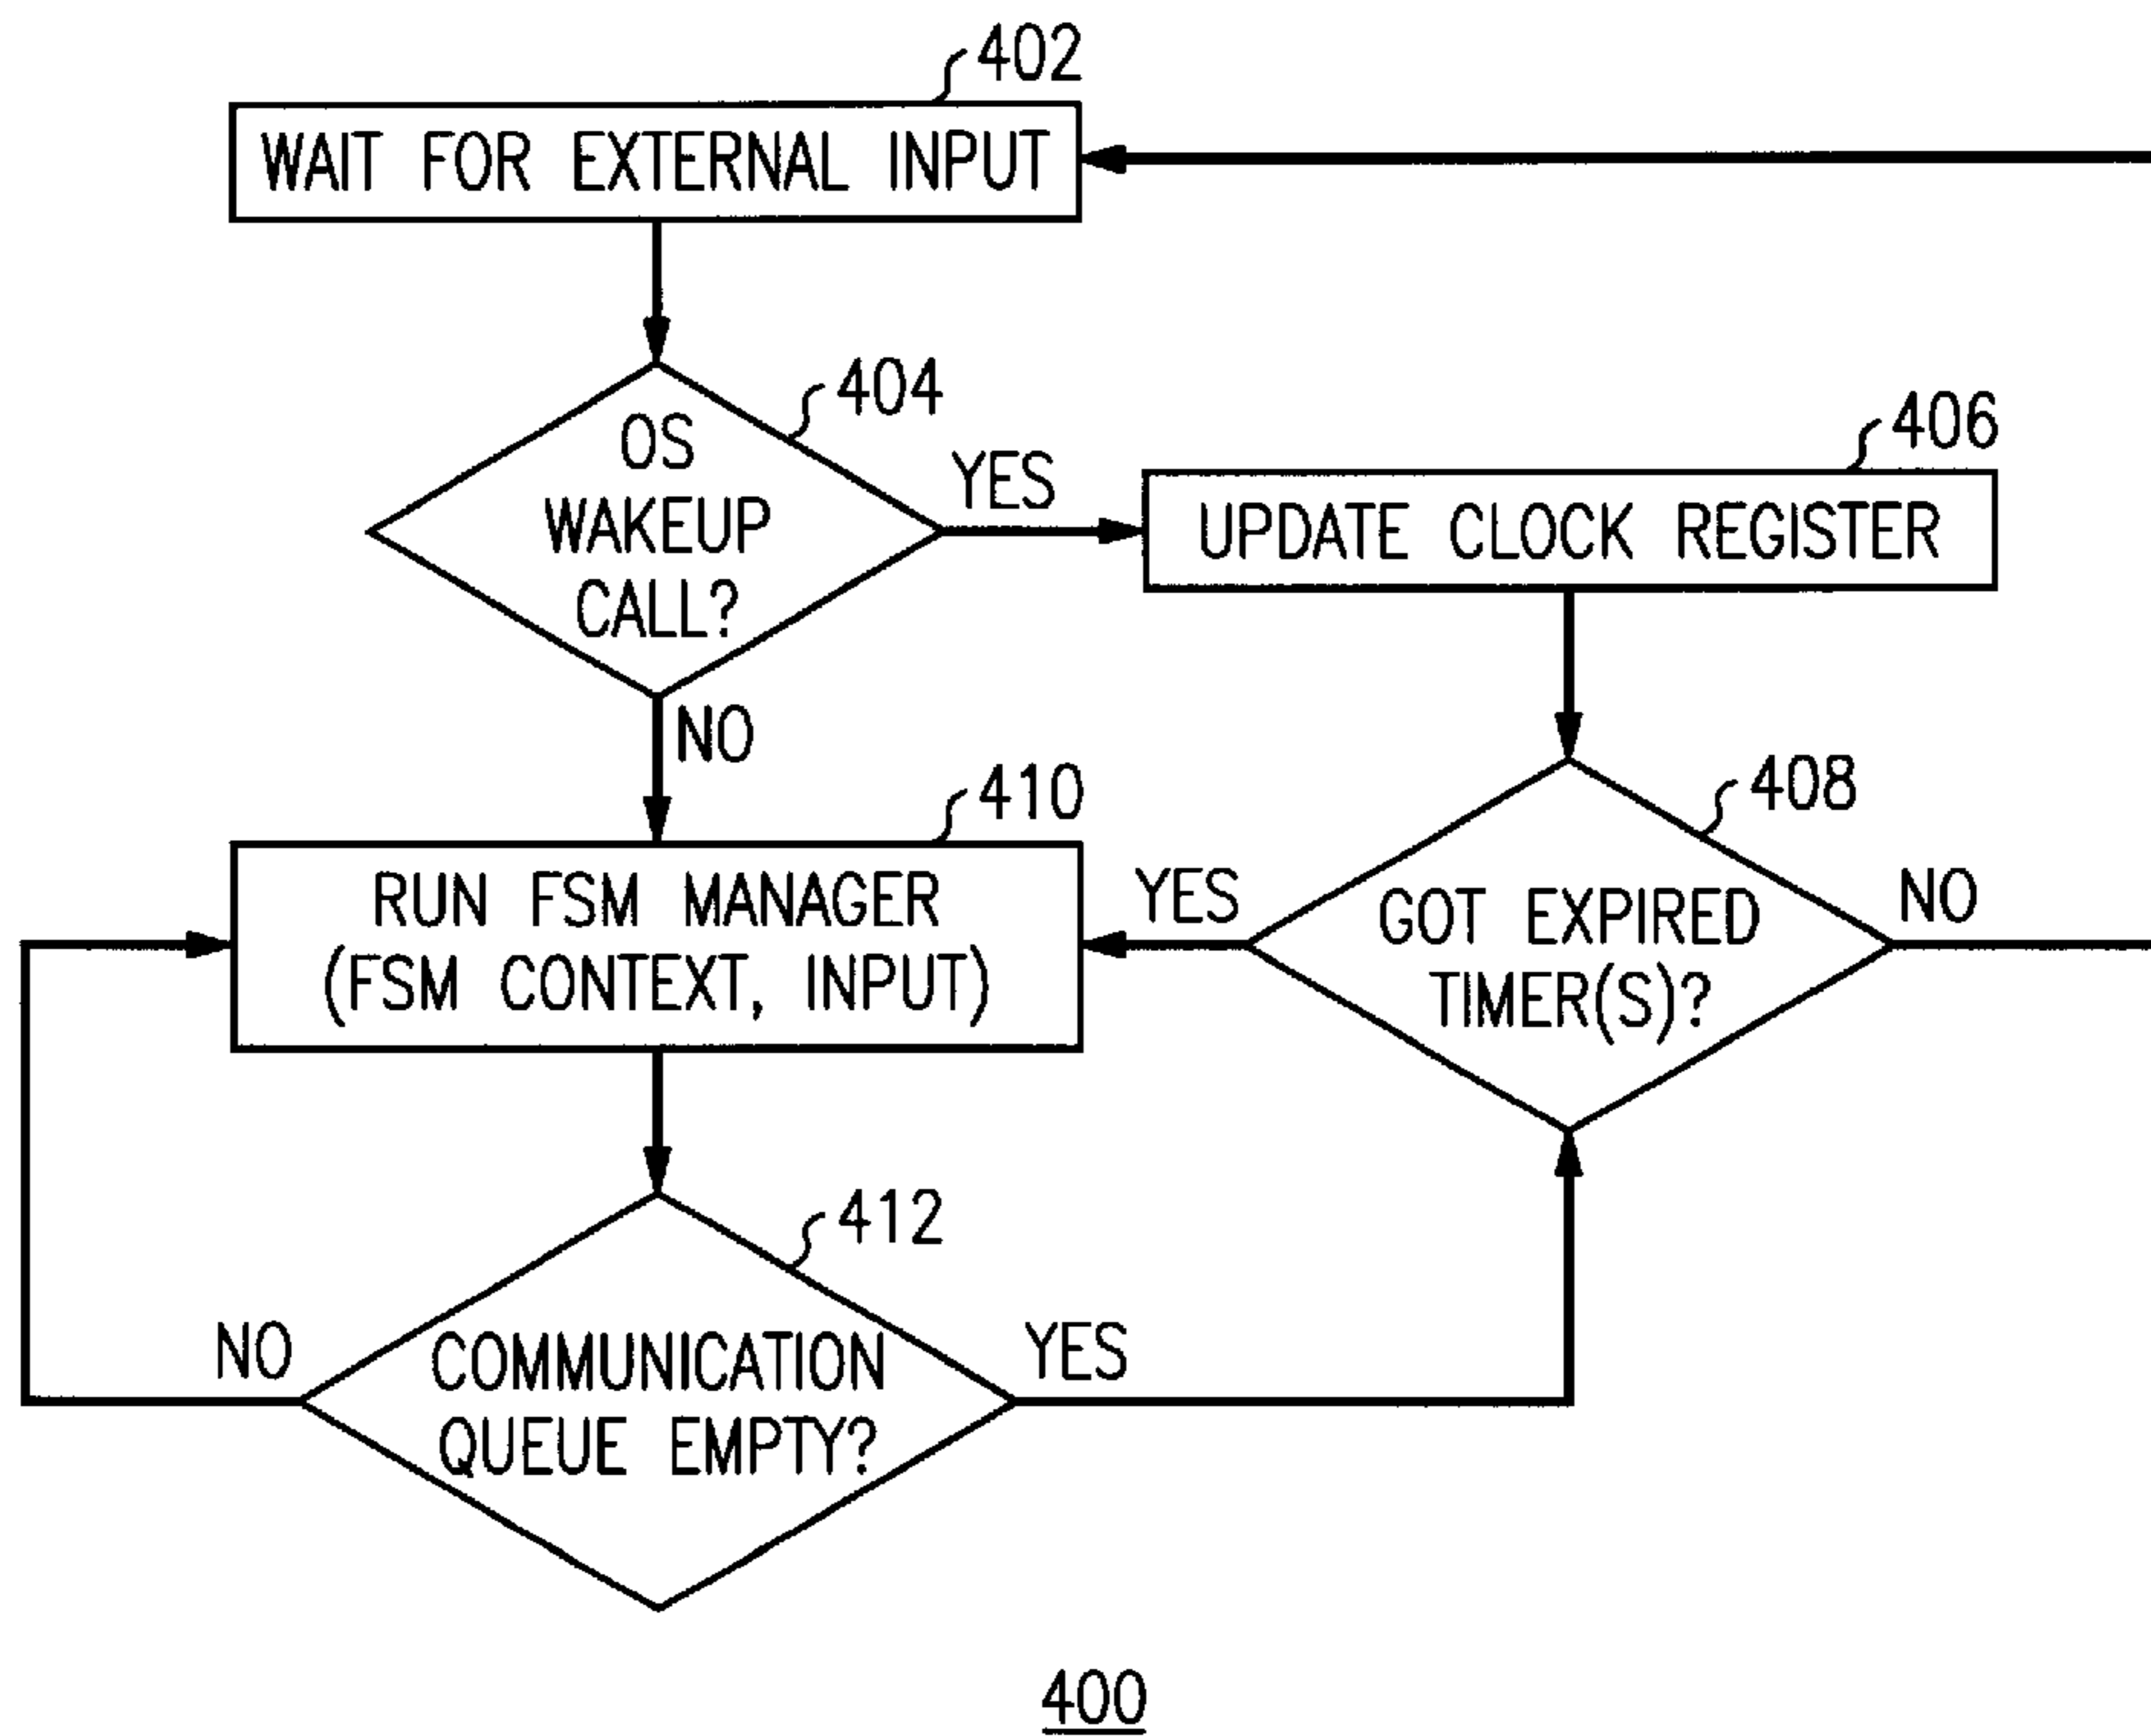 402
WAIT FOR EXTERNAL INPUT
404
OS
WAKEUP
CALL?
YES
406
UPDATE CLOCK REGISTER
NO
410
RUN FSM MANAGER
(FSM CONTEXT, INPUT)
YES
408
GOT EXPIRED
TIMER(S)?
NO
412
COMMUNICATION
QUEUE EMPTY?
NO
YES
400